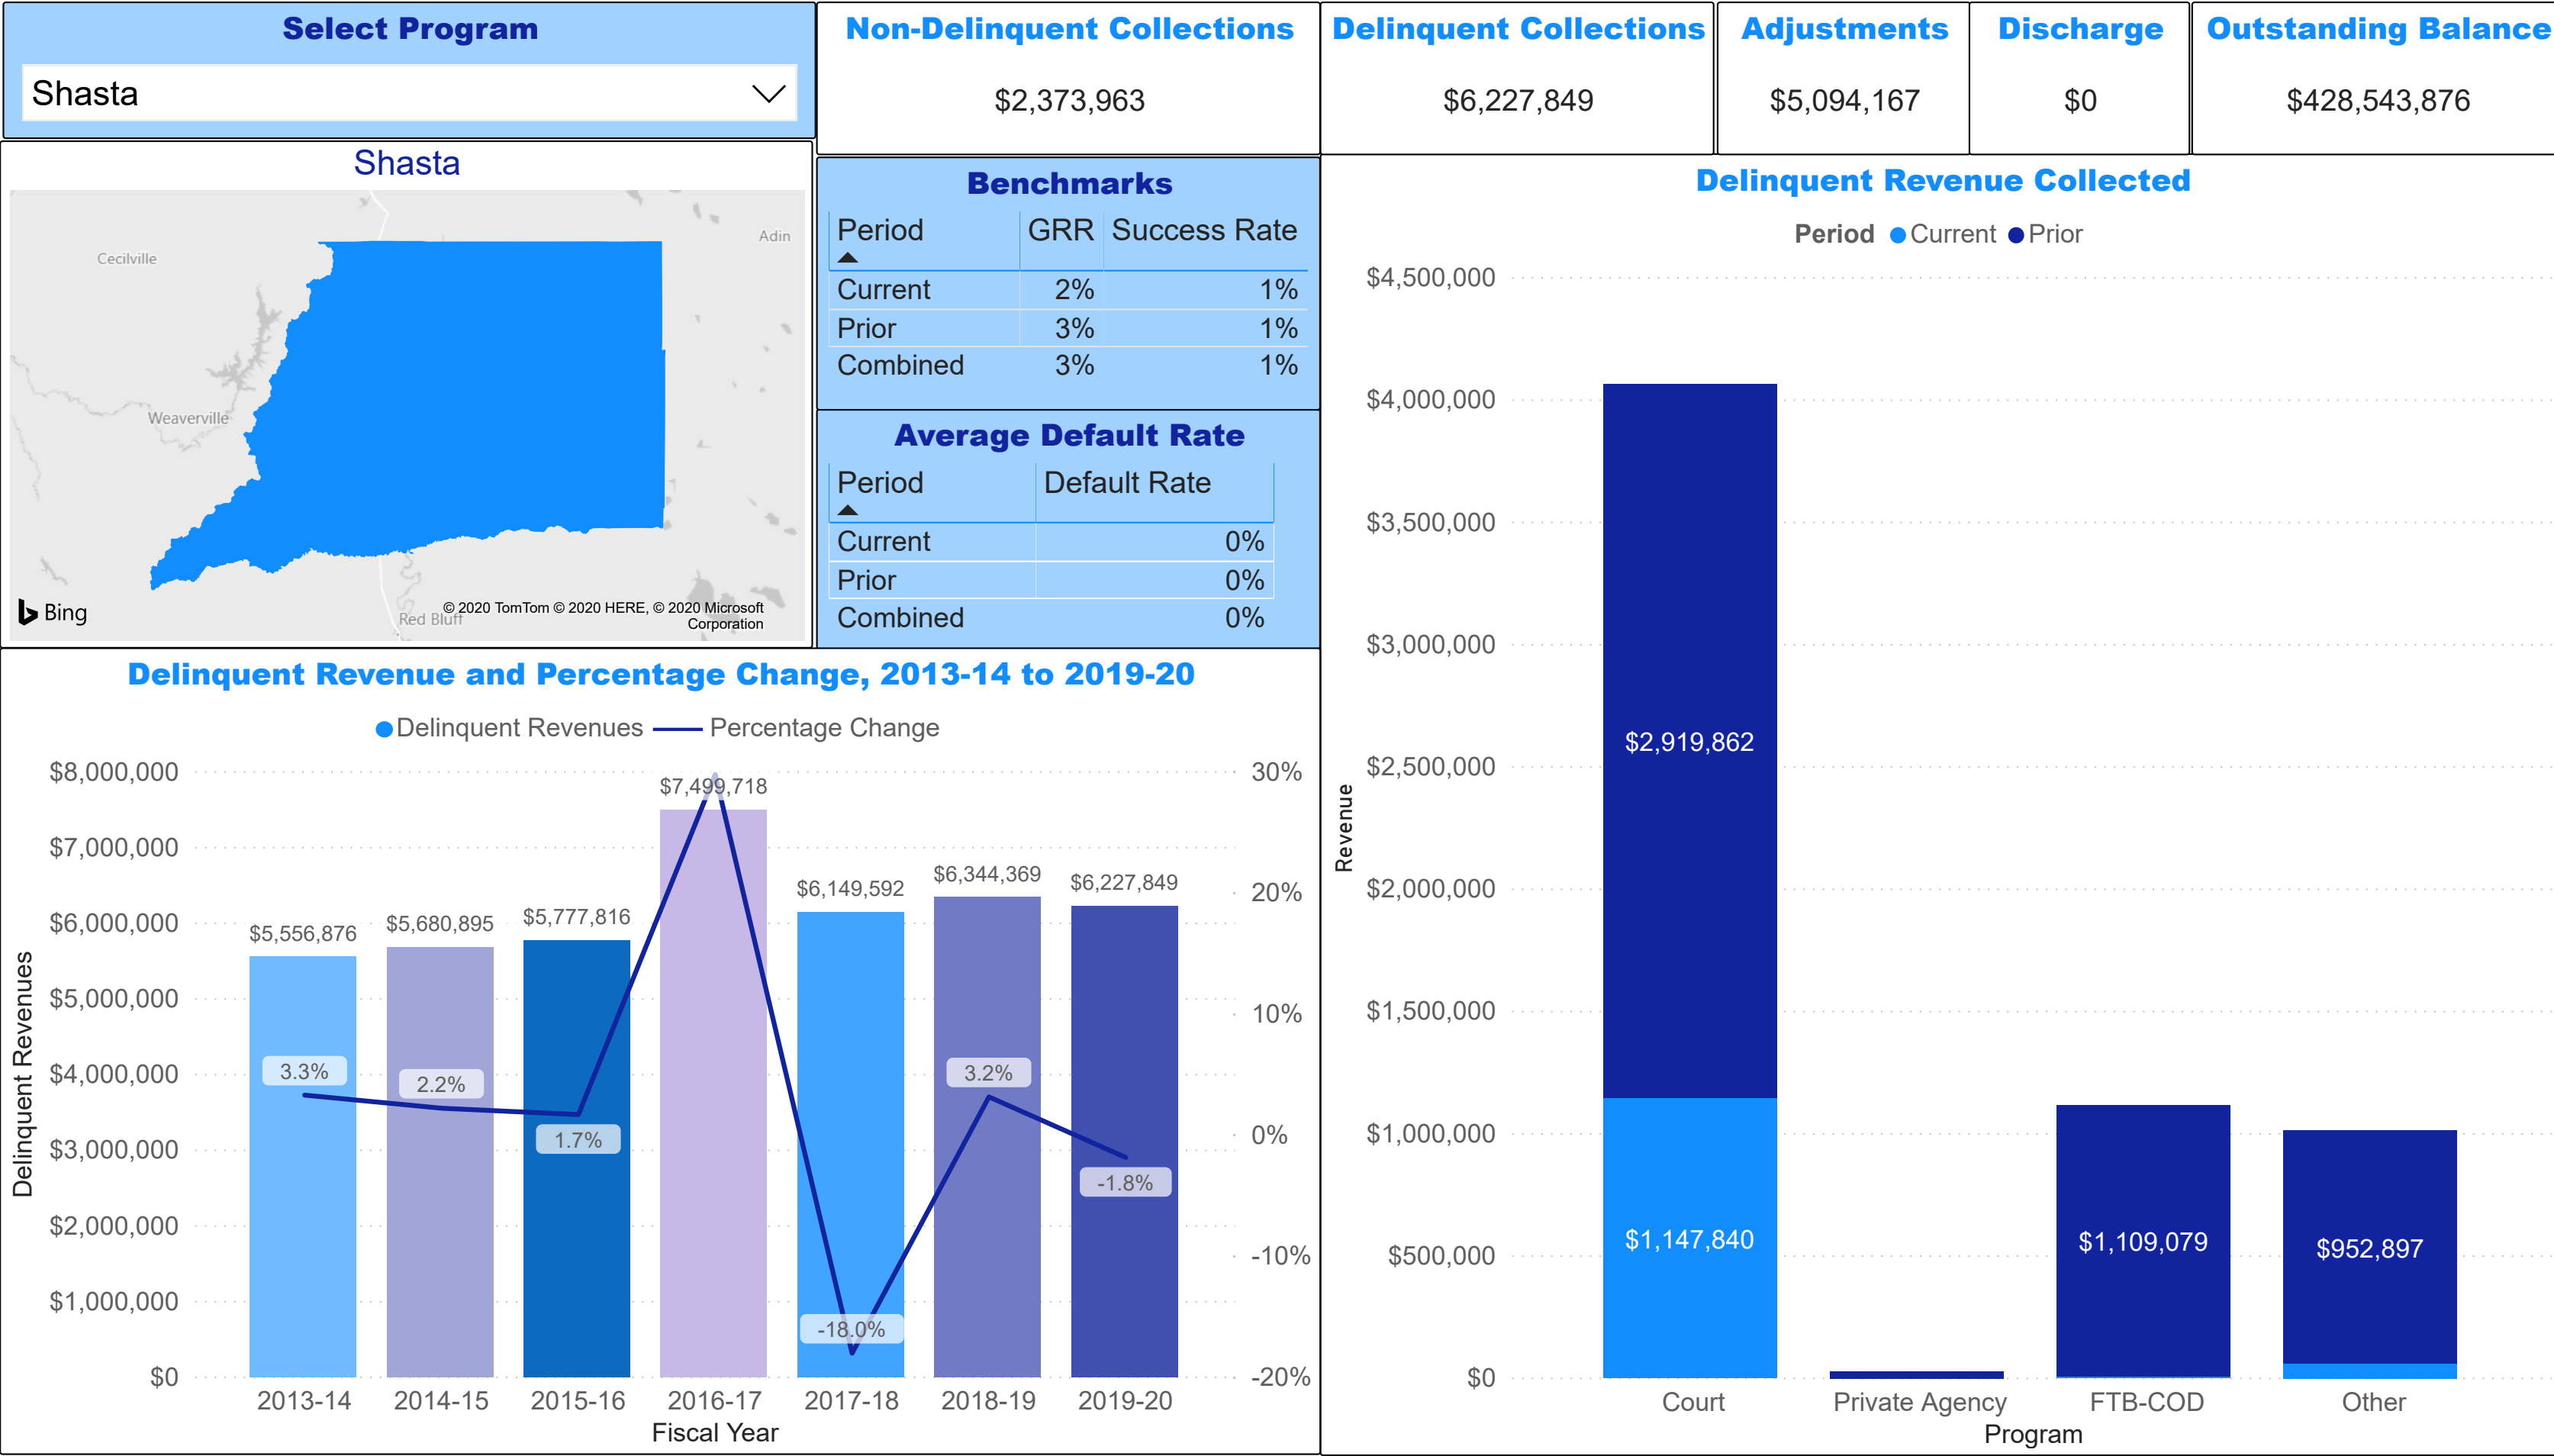 Select Program
Shasta
Non-Delinquent Collections
$2,373,963
Delinquent Collections
$6,227,849
Adjustments
$5,094,167
Discharge
$0
Outstanding Balance
$428,543,876
Shasta
Cecilville
Adin
Weaverville
Red Bluff
Bing
© 2020 TomTom © 2020 HERE, © 2020 Microsoft
Corporation
Benchmarks
Period GRR Success Rate
Current 2% 1%
Prior 3% 1%
Combined 3% 1%
Average Default Rate
Period Default Rate
Current 0%
Prior 0%
Combined 0%
Delinquent Revenue and Percentage Change, 2013-14 to 2019-20
Delinquent Revenues Percentage Change
Delinquent Revenues
$8,000,000
$7,000,000
$6,000,000
$5,000,000
$4,000,000
$3,000,000
$2,000,000
$1,000,000
$0
$5,556,876
$5,680,895
$5,777,816
$7,499,718
$6,149,592
$6,344,369
$6,227,849
3.3%
2.2%
1.7%
-18.0%
3.2%
-1.8%
30%
20%
10%
0%
-10%
-20%
2013-14 2014-15 2015-16 2016-17 2017-18 2018-19 2019-20
Fiscal Year
Delinquent Revenue Collected
Period Current Prior
Revenue
$4,500,000
$4,000,000
$3,500,000
$3,000,000
$2,500,000
$2,000,000
$1,500,000
$1,000,000
$500,000
$0
$2,919,862
$1,147,840
$1,109,079
$952,897
Court Private Agency FTB-COD Other
Program